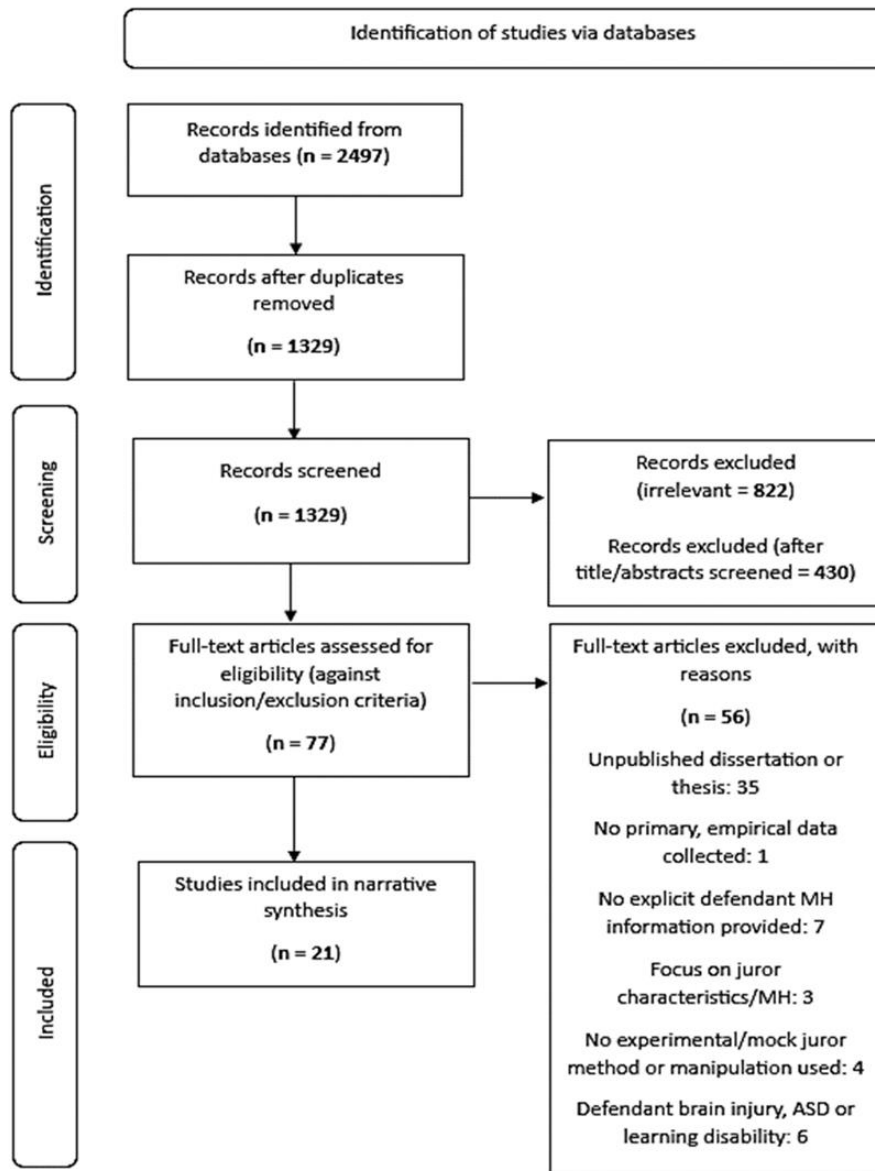 Identification of studies via databases
Identification
Records identified from
databases (n = 2497)
Records after duplicates
removed
(n = 1329)
Screening
Records screened
(n = 1329)
Records excluded
(irrelevant = 822)
Records excluded (after
title/abstracts screened = 430)
Eligibility
Full-text articles assessed for
eligibility (against
inclusion/exclusion criteria)
(n = 77)
Full-text articles excluded, with
reasons
(n = 56)
Unpublished dissertation or
thesis: 35
No primary, empirical data
collected: 1
No explicit defendant MH
information provided: 7
Focus on juror
characteristics/MH: 3
No experimental/mock juror
method or manipulation used: 4
Defendant brain injury, ASD or
learning disability: 6
Included
Studies included in narrative
synthesis
(n = 21)